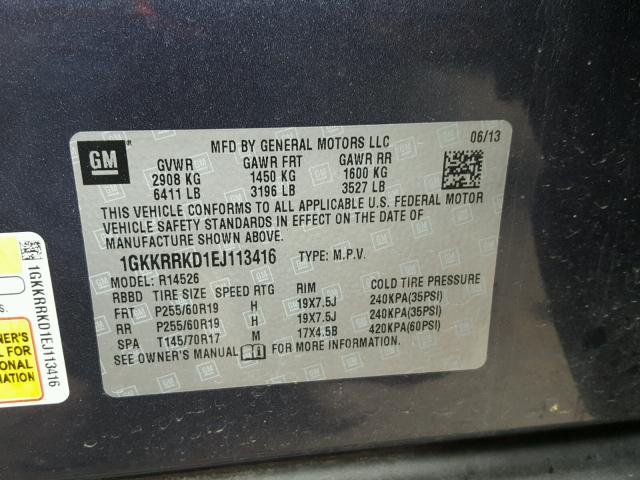 GM
MFD BY GENERAL MOTORS LLC 06/13
GVWR GAWR FRT GAWR RR
2908 KG 1450 KG 1600 KG
6411 LB 3196 LB 3527 LB
THIS VEHICLE CONFORMS TO ALL APPLICABLE U.S. FEDERAL MOTOR
VEHICLE SAFETY STANDARDS IN EFFECT ON THE DATE OF
MANUFACTURE SHOWN ABOVE.
1GKKRRKD1EJ113416 TYPE: M.P.V.
MODEL: R14526
RBBD TIRE SIZE SPEED RTG RIM COLD TIRE PRESSURE
FRT P255/60R19 H 19X7.5J 240KPA(35PSI)
RR P255/60R19 H 19X7.5J 240KPA(35PSI)
SPA T145/70R17 M 17X4.5B 420KPA(60PSI)
SEE OWNER'S MANUAL FOR MORE INFORMATION.
1GKKRRKD1EJ113416
s.
OWNER'S
L FOR
IONAL
MATION